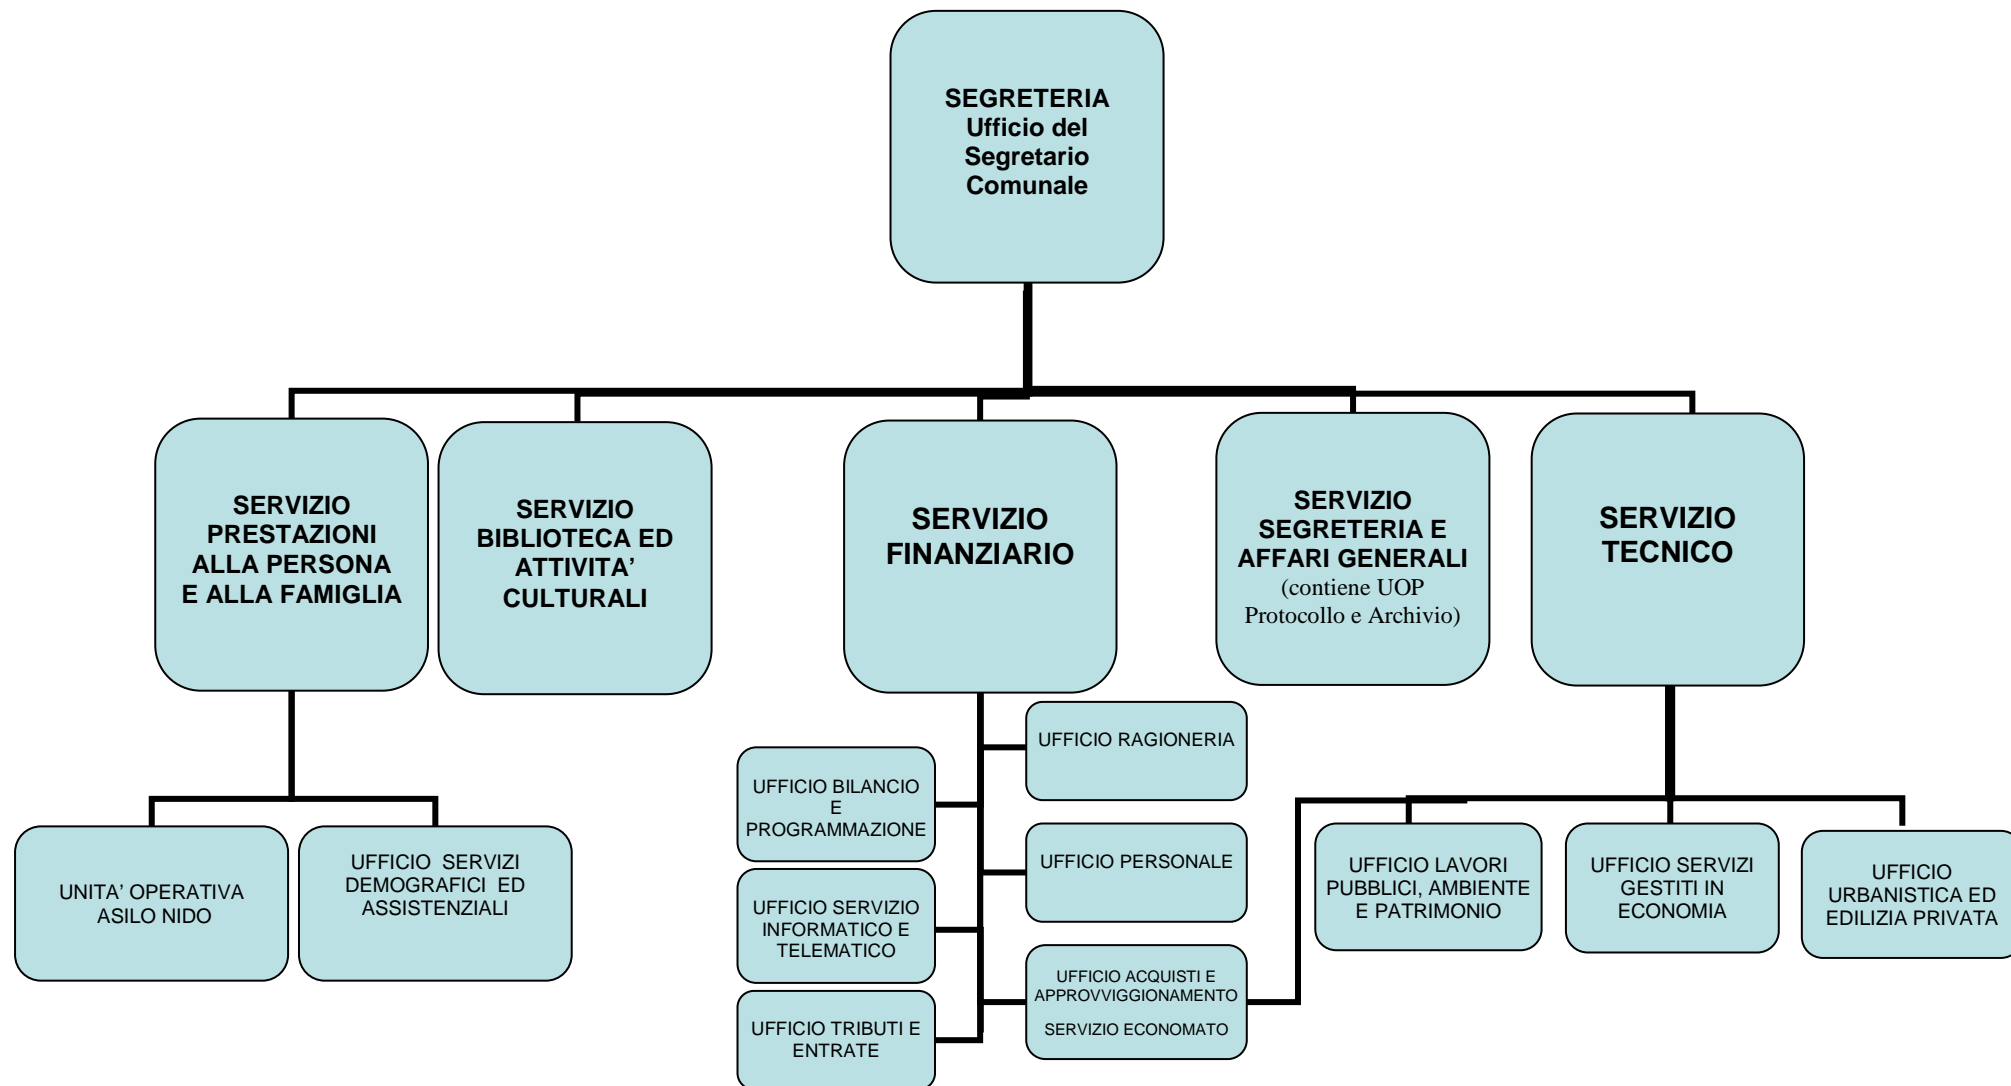 SEGRETERIA
Ufficio del
Segretario
Comunale
SERVIZIO
PRESTAZIONI
ALLA PERSONA
E ALLA FAMIGLIA
SERVIZIO
BIBLIOTECA ED
ATTIVITA’
CULTURALI
SERVIZIO
FINANZIARIO
SERVIZIO
SEGRETERIA E
AFFARI GENERALI
(contiene UOP
Protocollo e Archivio)
SERVIZIO
TECNICO
UNITA’ OPERATIVA
ASILO NIDO
UFFICIO SERVIZI
DEMOGRAFICI ED
ASSISTENZIALI
UFFICIO BILANCIO
E
PROGRAMMAZIONE
UFFICIO SERVIZIO
INFORMATICO E
TELEMATICO
UFFICIO TRIBUTI E
ENTRATE
UFFICIO RAGIONERIA
UFFICIO PERSONALE
UFFICIO ACQUISTI E
APPROVVIGGIONAMENTO
SERVIZIO ECONOMATO
UFFICIO LAVORI
PUBBLICI, AMBIENTE
E PATRIMONIO
UFFICIO SERVIZI
GESTITI IN
ECONOMIA
UFFICIO
URBANISTICA ED
EDILIZIA PRIVATA